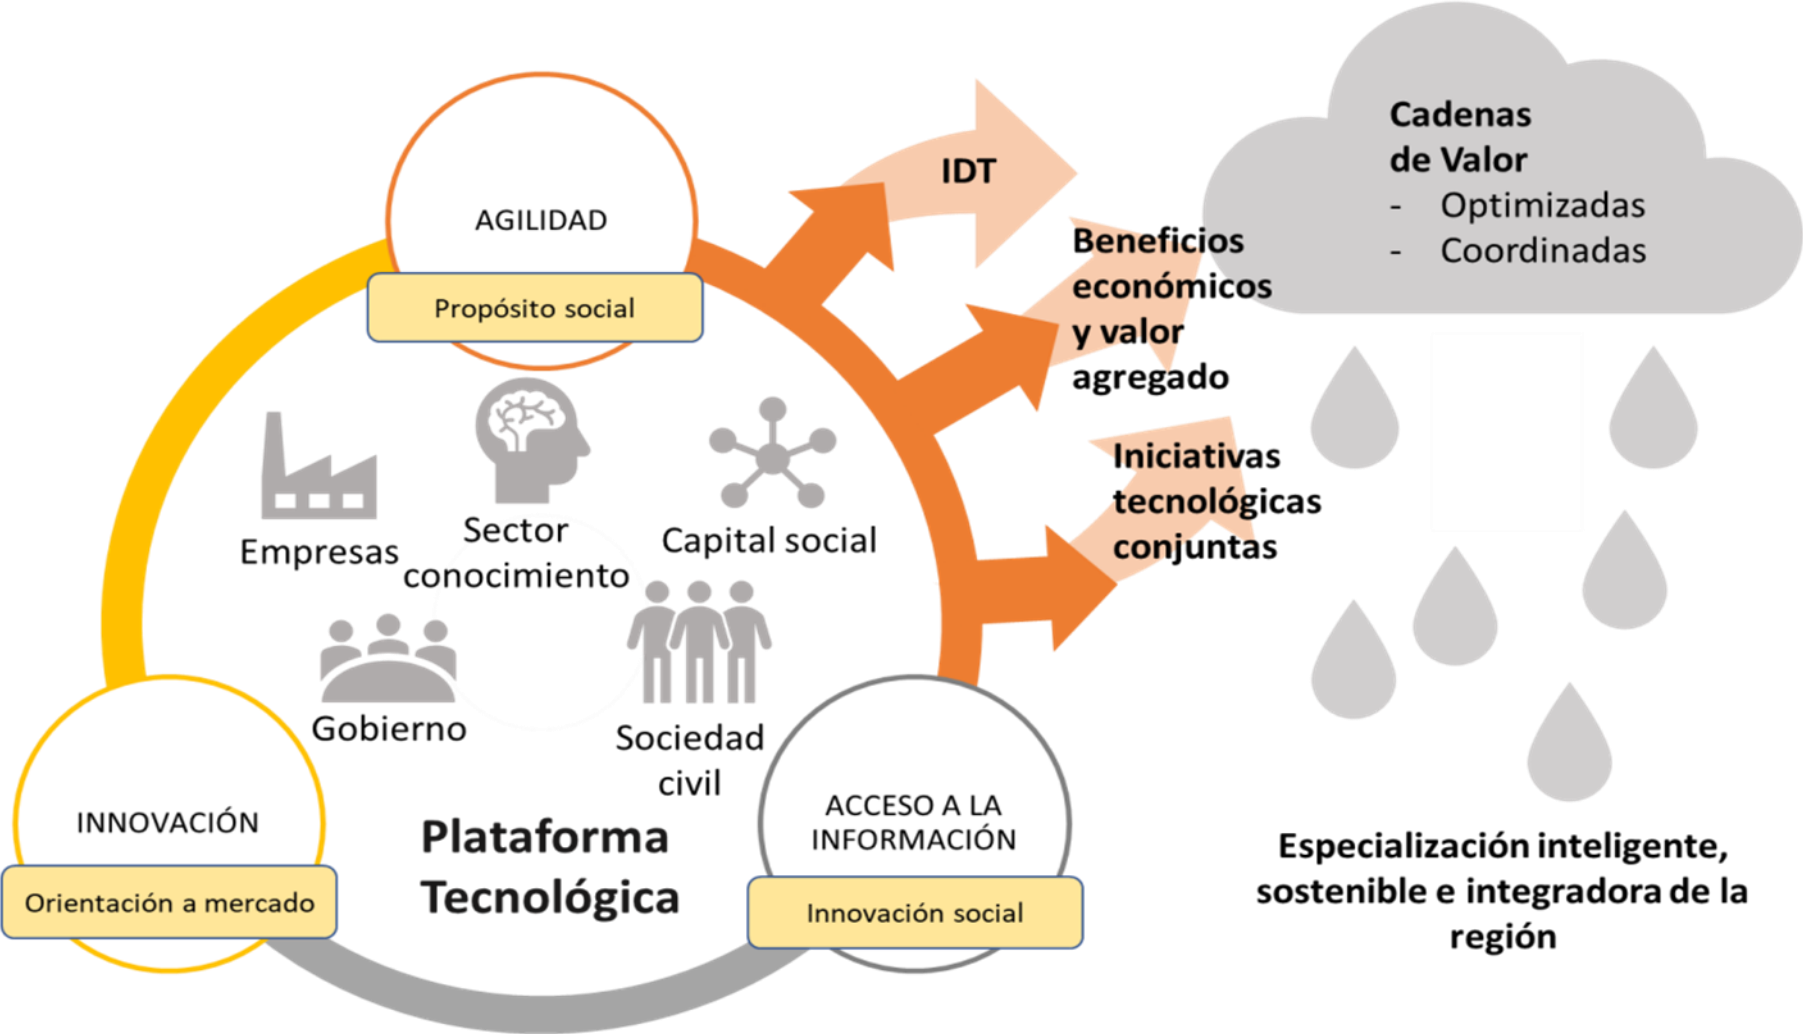 AGILIDAD
Propósito social
Empresas
Sector
conocimiento
Capital social
Gobierno
Sociedad
civil
INNOVACIÓN
Orientación a mercado
Plataforma
Tecnológica
ACCESO A LA
INFORMACIÓN
Innovación social
IDT
Beneficios
económicos
y valor
agregado
Iniciativas
tecnológicas
conjuntas
Cadenas
de Valor
- Optimizadas
- Coordinadas
Especialización inteligente,
sostenible e integradora de la
región